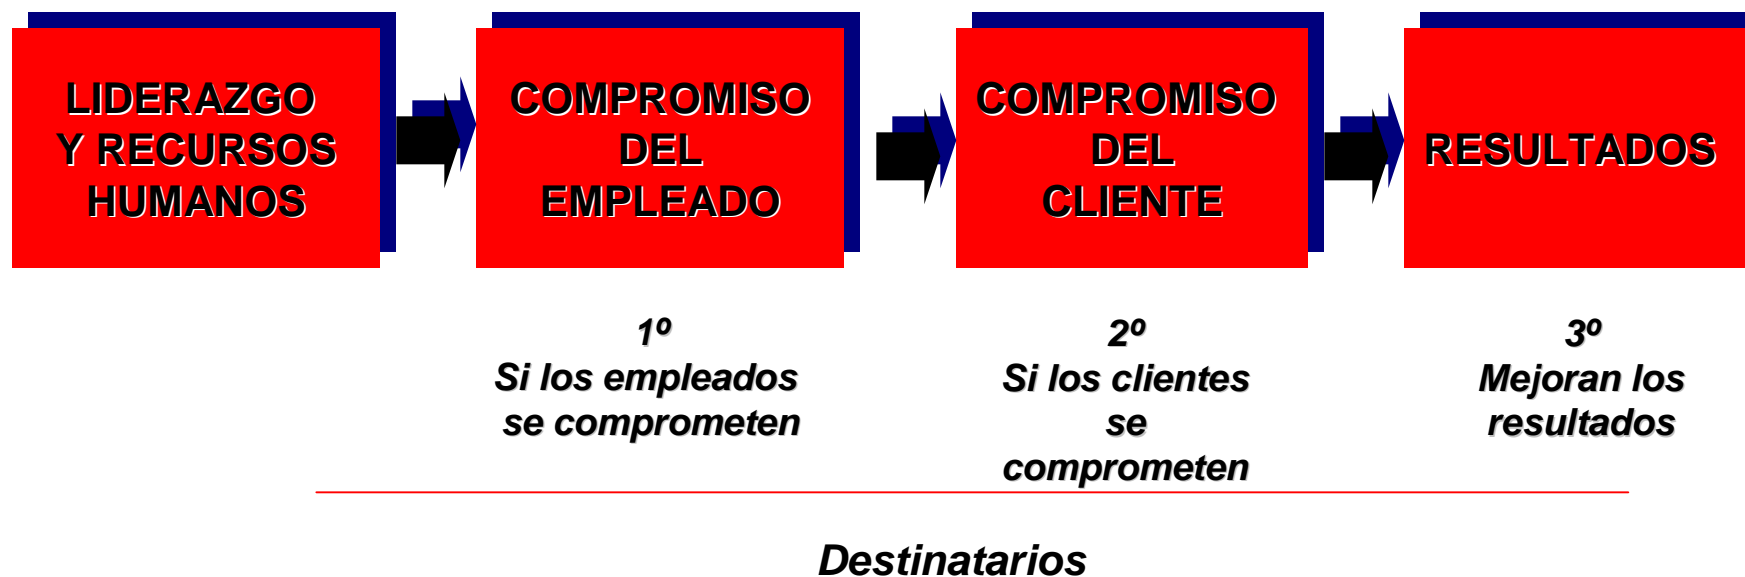 LIDERAZGO
Y RECURSOS
HUMANOS
COMPROMISO
DEL
EMPLEADO
COMPROMISO
DEL
CLIENTE
RESULTADOS
1º
Si los empleados
se comprometen
2º
Si los clientes
se
comprometen
3º
Mejoran los
resultados
Destinatarios